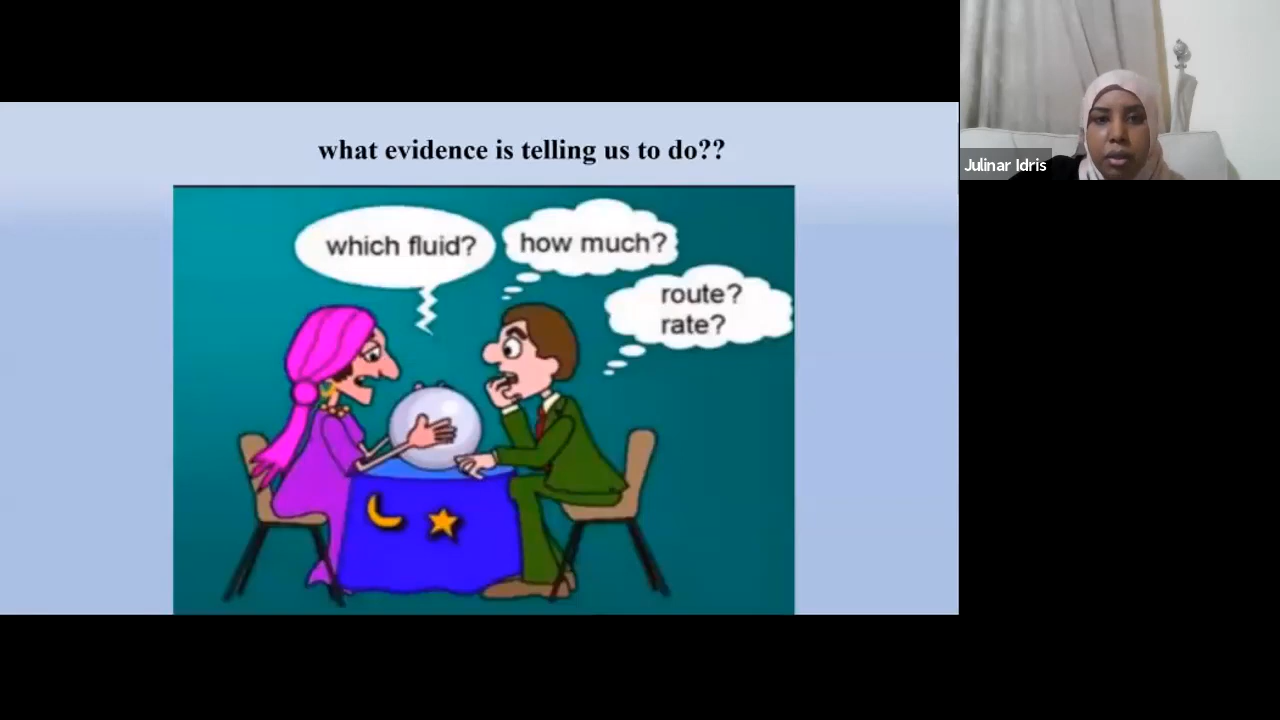 what evidence is telling us to do??
which fluid?
how much?
route?
rate?
Julinar Idris